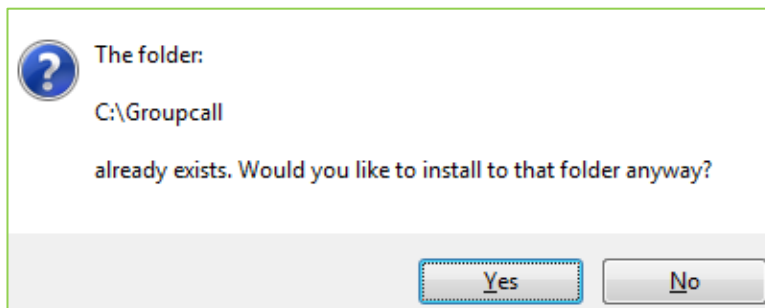 The folder:
C:\Groupcall
already exists. Would you like to install to that folder anyway?
Yes
No